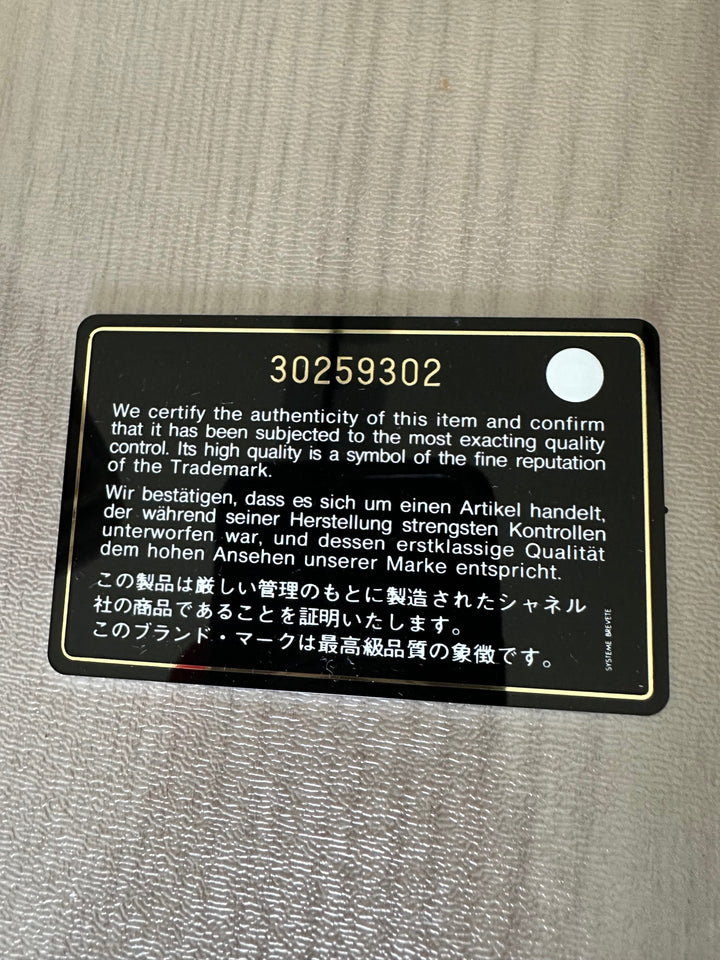 30259302
We certify the authenticity of this item and confirm
that it has been subjected to the most exacting quality
control. Its high quality is a symbol of the fine reputation
of the Trademark.
Wir bestätigen, dass es sich um einen Artikel handelt,
der während seiner Herstellung strengsten Kontrollen
unterworfen war, und dessen erstklassige Qualität
dem hohen Ansehen unserer Marke entspricht.
この製品は厳しい管理のもとに製造されたシャネル
社の商品であることを証明いたします。
このブランド・マークは最高級品質の象徴です。
SYSTEME BREVETE